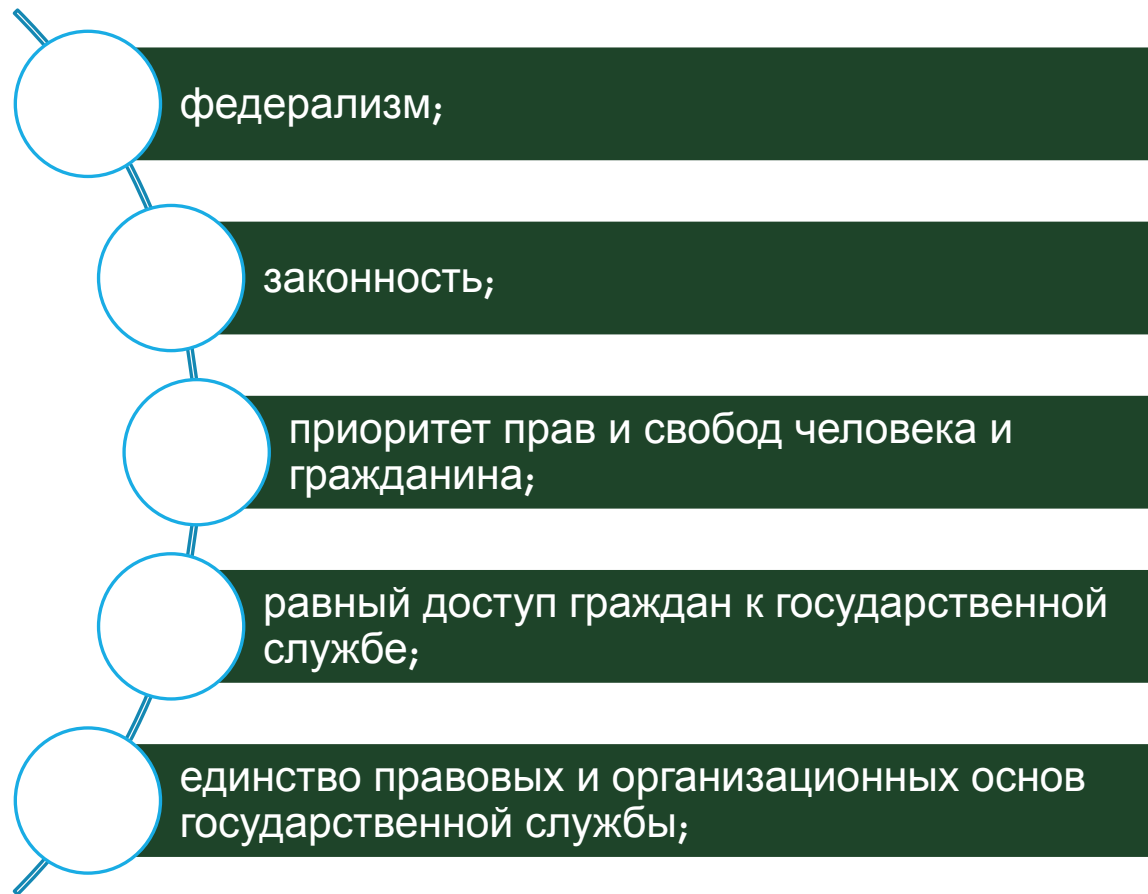 федерализм;
законность;
приоритет прав и свобод человека и
гражданина;
равный доступ граждан к государственной
службе;
единство правовых и организационных основ
государственной службы;